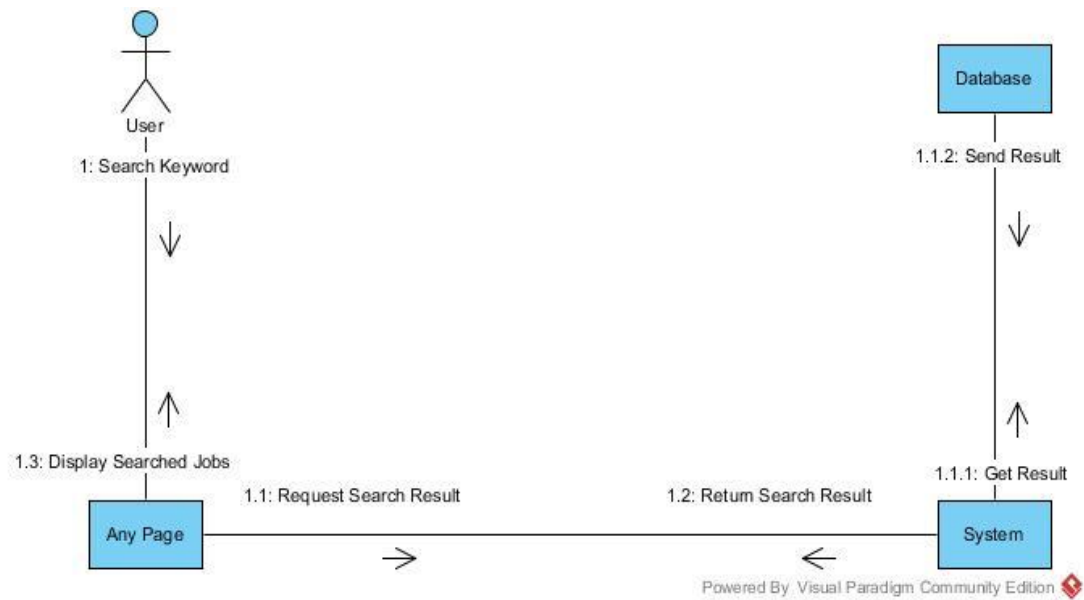 Database
User
1.1.2: Send Result
1: Search Keyword
1.3: Display Searched Jobs
1.1.1: Get Result
1.1: Request Search Result
1.2: Return Search Result
Any Page
System
Powered By Visual Paradigm Community Edition